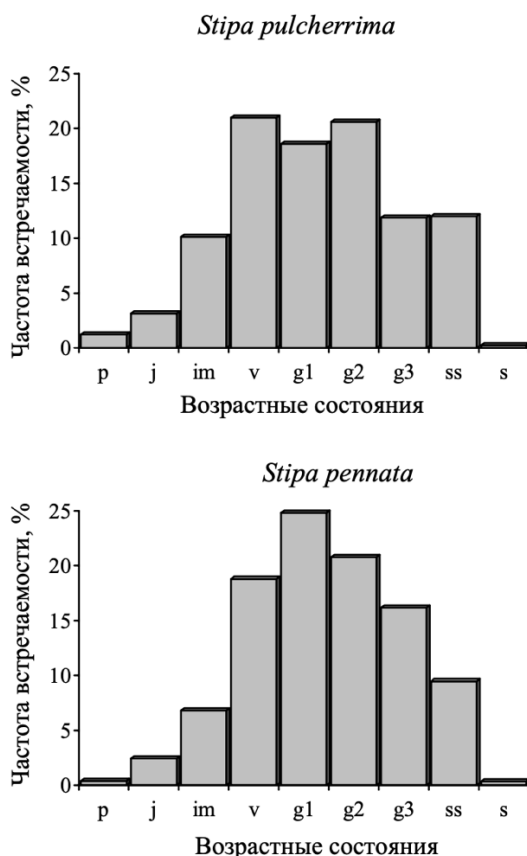 Stipa pulcherrima
Частота встречаемости, %
25
20
15
10
5
0
p j im v g1 g2 g3 ss s
Возрастные состояния
Stipa pennata
Частота встречаемости, %
25
20
15
10
5
0
p j im v g1 g2 g3 ss s
Возрастные состояния